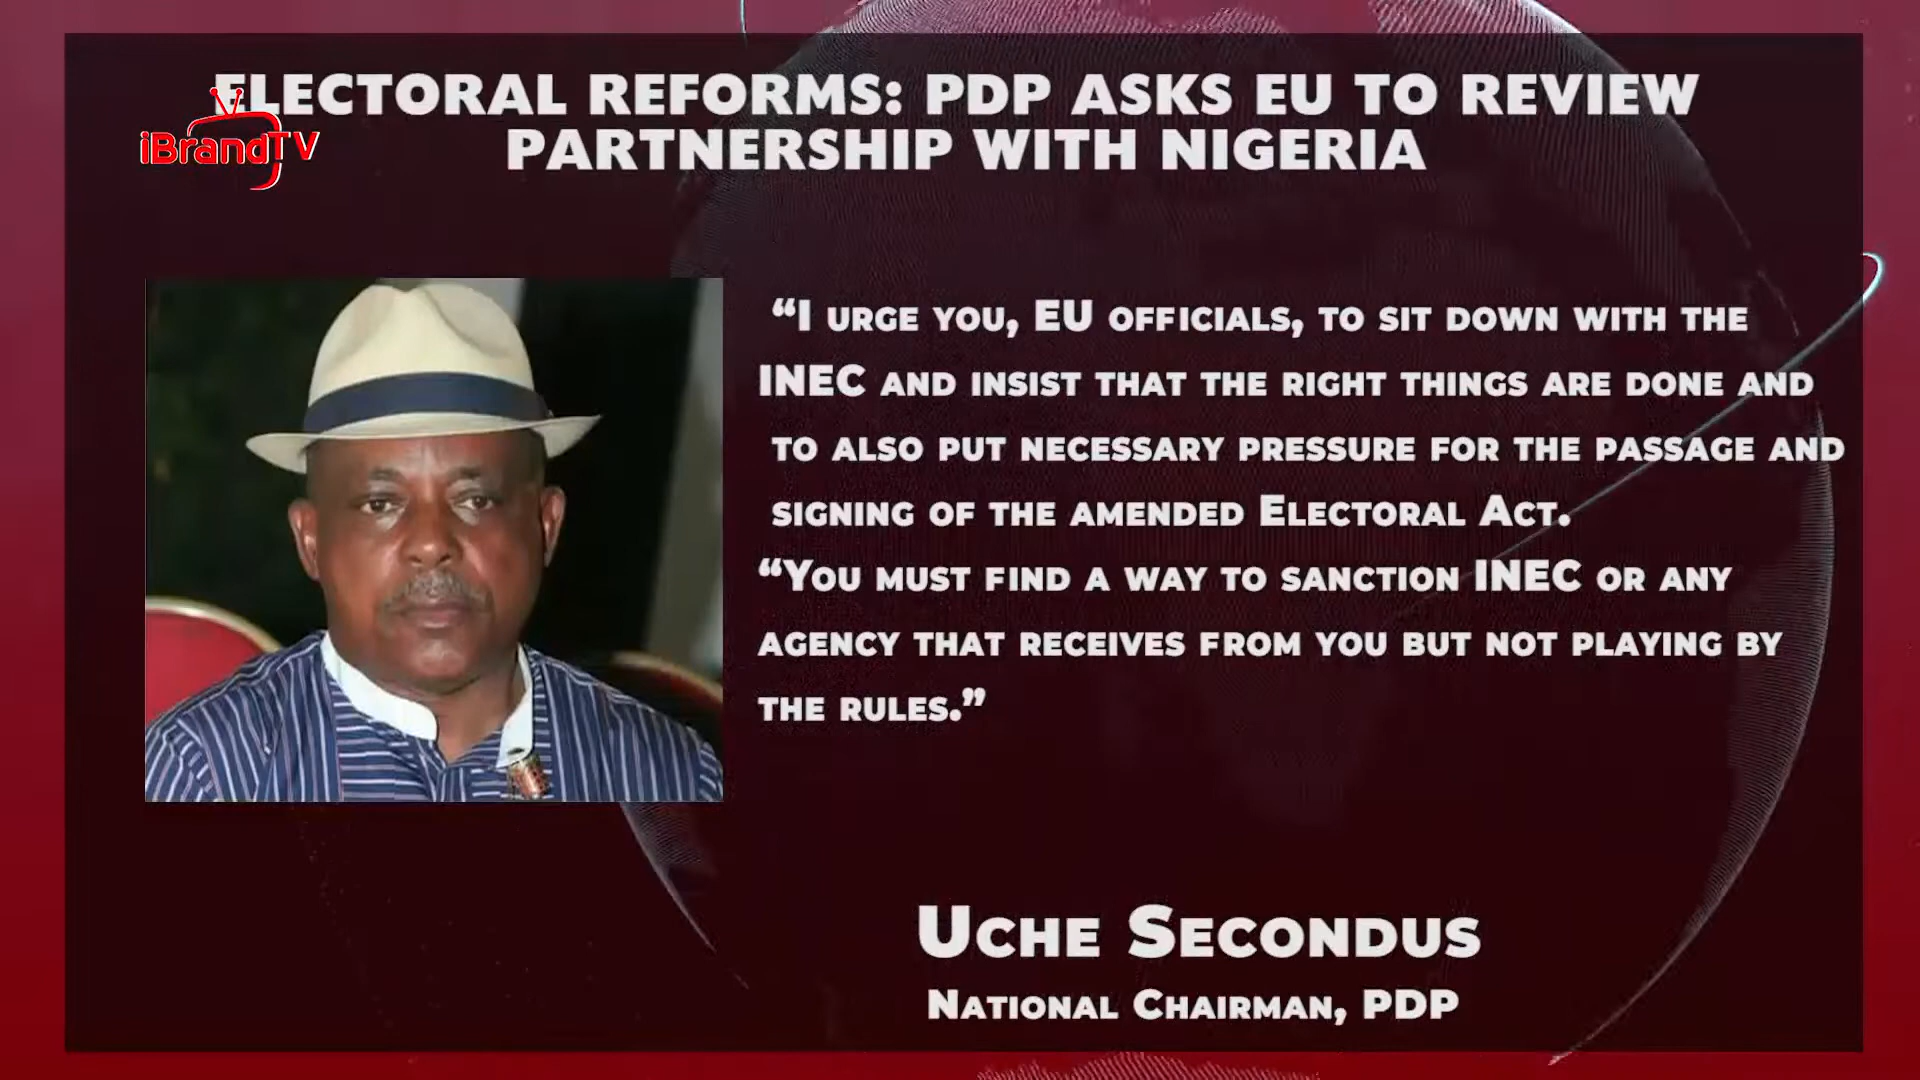 ELECTORAL REFORMS: PDP ASKS EU TO REVIEW
PARTNERSHIP WITH NIGERIA
iBrandTV
“I URGE YOU, EU OFFICIALS, TO SIT DOWN WITH THE
INEC AND INSIST THAT THE RIGHT THINGS ARE DONE AND
TO ALSO PUT NECESSARY PRESSURE FOR THE PASSAGE AND
SIGNING OF THE AMENDED ELECTORAL ACT.
“YOU MUST FIND A WAY TO SANCTION INEC OR ANY
AGENCY THAT RECEIVES FROM YOU BUT NOT PLAYING BY
THE RULES.”
UCHE SECONDUS
NATIONAL CHAIRMAN, PDP